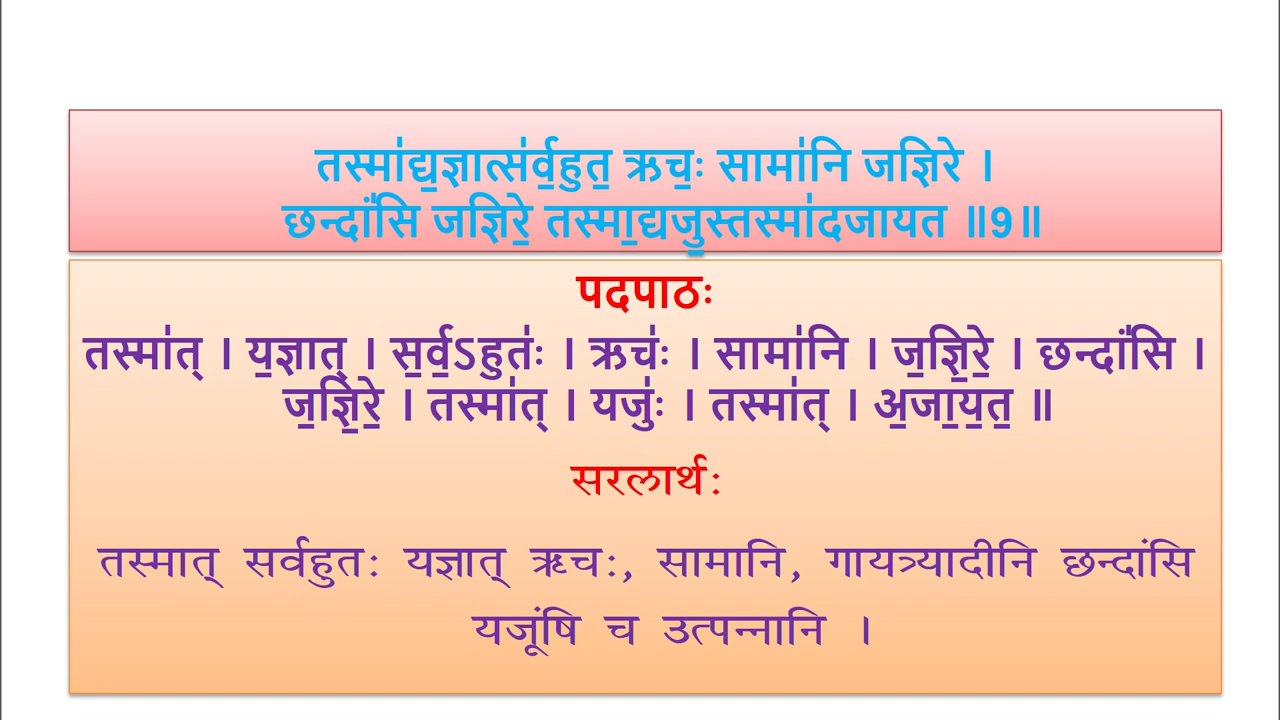 तस्मा॑द्य॒ज्ञात्स॑र्व॒हुत॒ ऋचः॒ सामा॑नि जज्ञिरे ।
छन्दां॑सि जज्ञिरे॒ तस्मा॒द्यजु॒स्तस्मा॑दजायत ॥9॥
पदपाठः
तस्मा॑त् । य॒ज्ञात् । स॒र्व॒ऽहुतः॑ । ऋचः॑ । सामा॑नि । ज॒ज्ञि॒रे॒ । छन्दां॑सि ।
ज॒ज्ञि॒रे॒ । तस्मा॑त् । यजुः॑ । तस्मा॑त् । अ॒जा॒य॒त॒ ॥
सरलार्थः
तस्मात् सर्वहुतः यज्ञात् ऋचः, सामानि, गायत्र्यादीनि छन्दांसि
यजूंषि च उत्पन्नानि ।